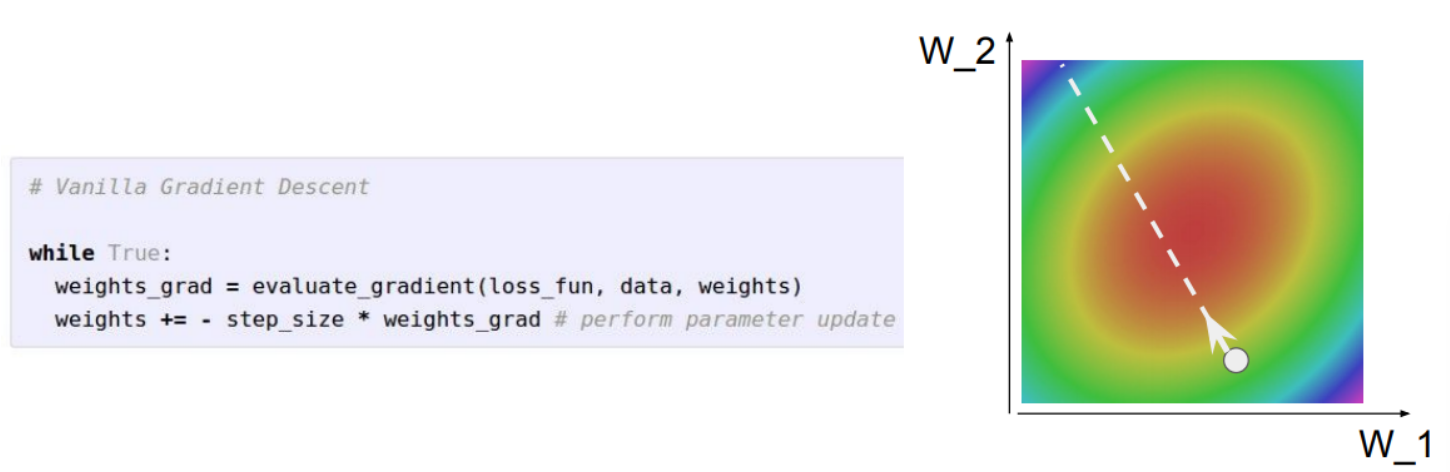 # Vanilla Gradient Descent
while True:
  weights_grad = evaluate_gradient(loss_fun, data, weights)
  weights += - step_size * weights_grad # perform parameter update
W_2
W_1